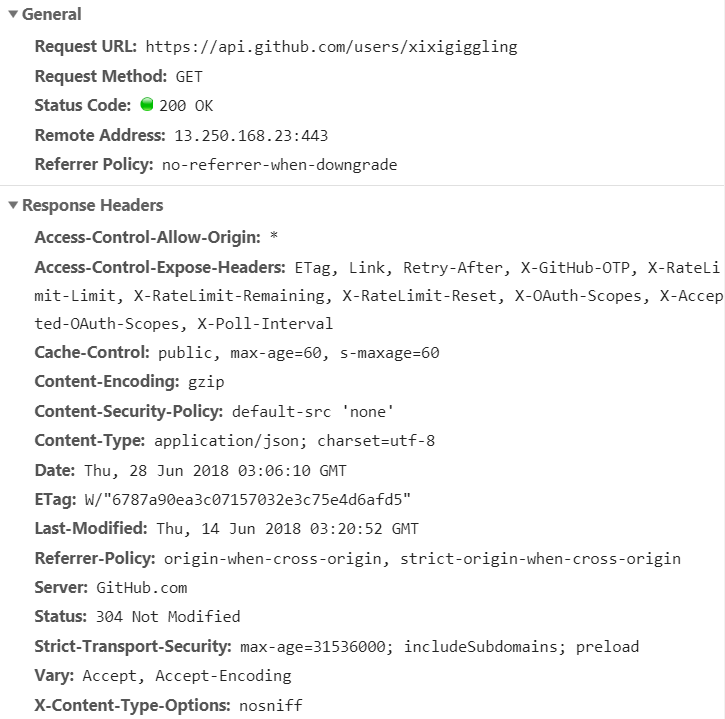 General
Request URL: https://api.github.com/users/xixigiggling
Request Method: GET
Status Code: 200 OK
Remote Address: 13.250.168.23:443
Referrer Policy: no-referrer-when-downgrade
Response Headers
Access-Control-Allow-Origin: *
Access-Control-Expose-Headers: ETag, Link, Retry-After, X-GitHub-OTP, X-RateLi
mit-Limit, X-RateLimit-Remaining, X-RateLimit-Reset, X-OAuth-Scopes, X-Accep
ted-OAuth-Scopes, X-Poll-Interval
Cache-Control: public, max-age=60, s-maxage=60
Content-Encoding: gzip
Content-Security-Policy: default-src 'none'
Content-Type: application/json; charset=utf-8
Date: Thu, 28 Jun 2018 03:06:10 GMT
ETag: W/"6787a90ea3c07157032e3c75e4d6afd5"
Last-Modified: Thu, 14 Jun 2018 03:20:52 GMT
Referrer-Policy: origin-when-cross-origin, strict-origin-when-cross-origin
Server: GitHub.com
Status: 304 Not Modified
Strict-Transport-Security: max-age=31536000; includeSubdomains; preload
Vary: Accept, Accept-Encoding
X-Content-Type-Options: nosniff